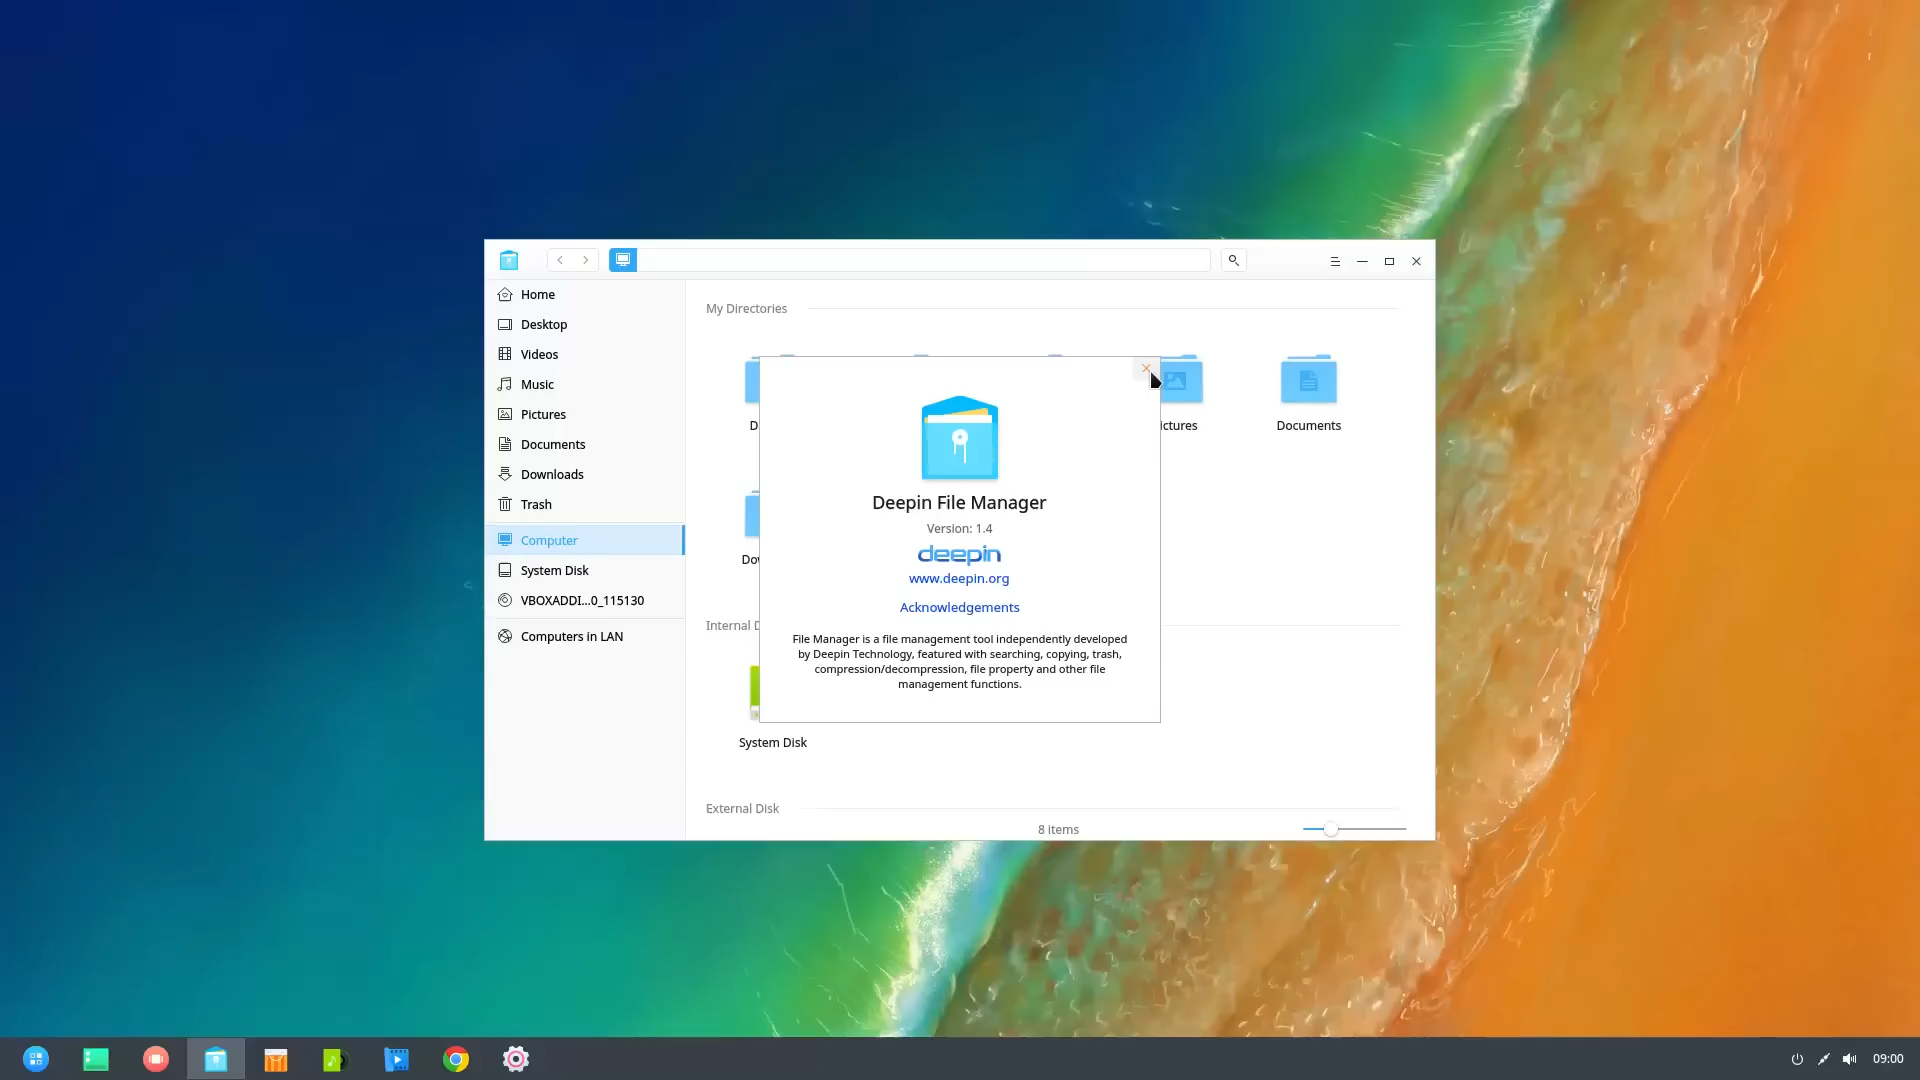 Home
Desktop
Videos
Music
Pictures
Documents
Downloads
Trash
Computer
System Disk
VBOXADDI...0_115130
Computers in LAN
My Directories
D
ictures
Documents
Dov
Internal D
System Disk
External Disk
8 items
Deepin File Manager
Version: 1.4
deepin
www.deepin.org
Acknowledgements
File Manager is a file management tool independently developed
by Deepin Technology, featured with searching, copying, trash,
compression/decompression, file property and other file
management functions.
09:00